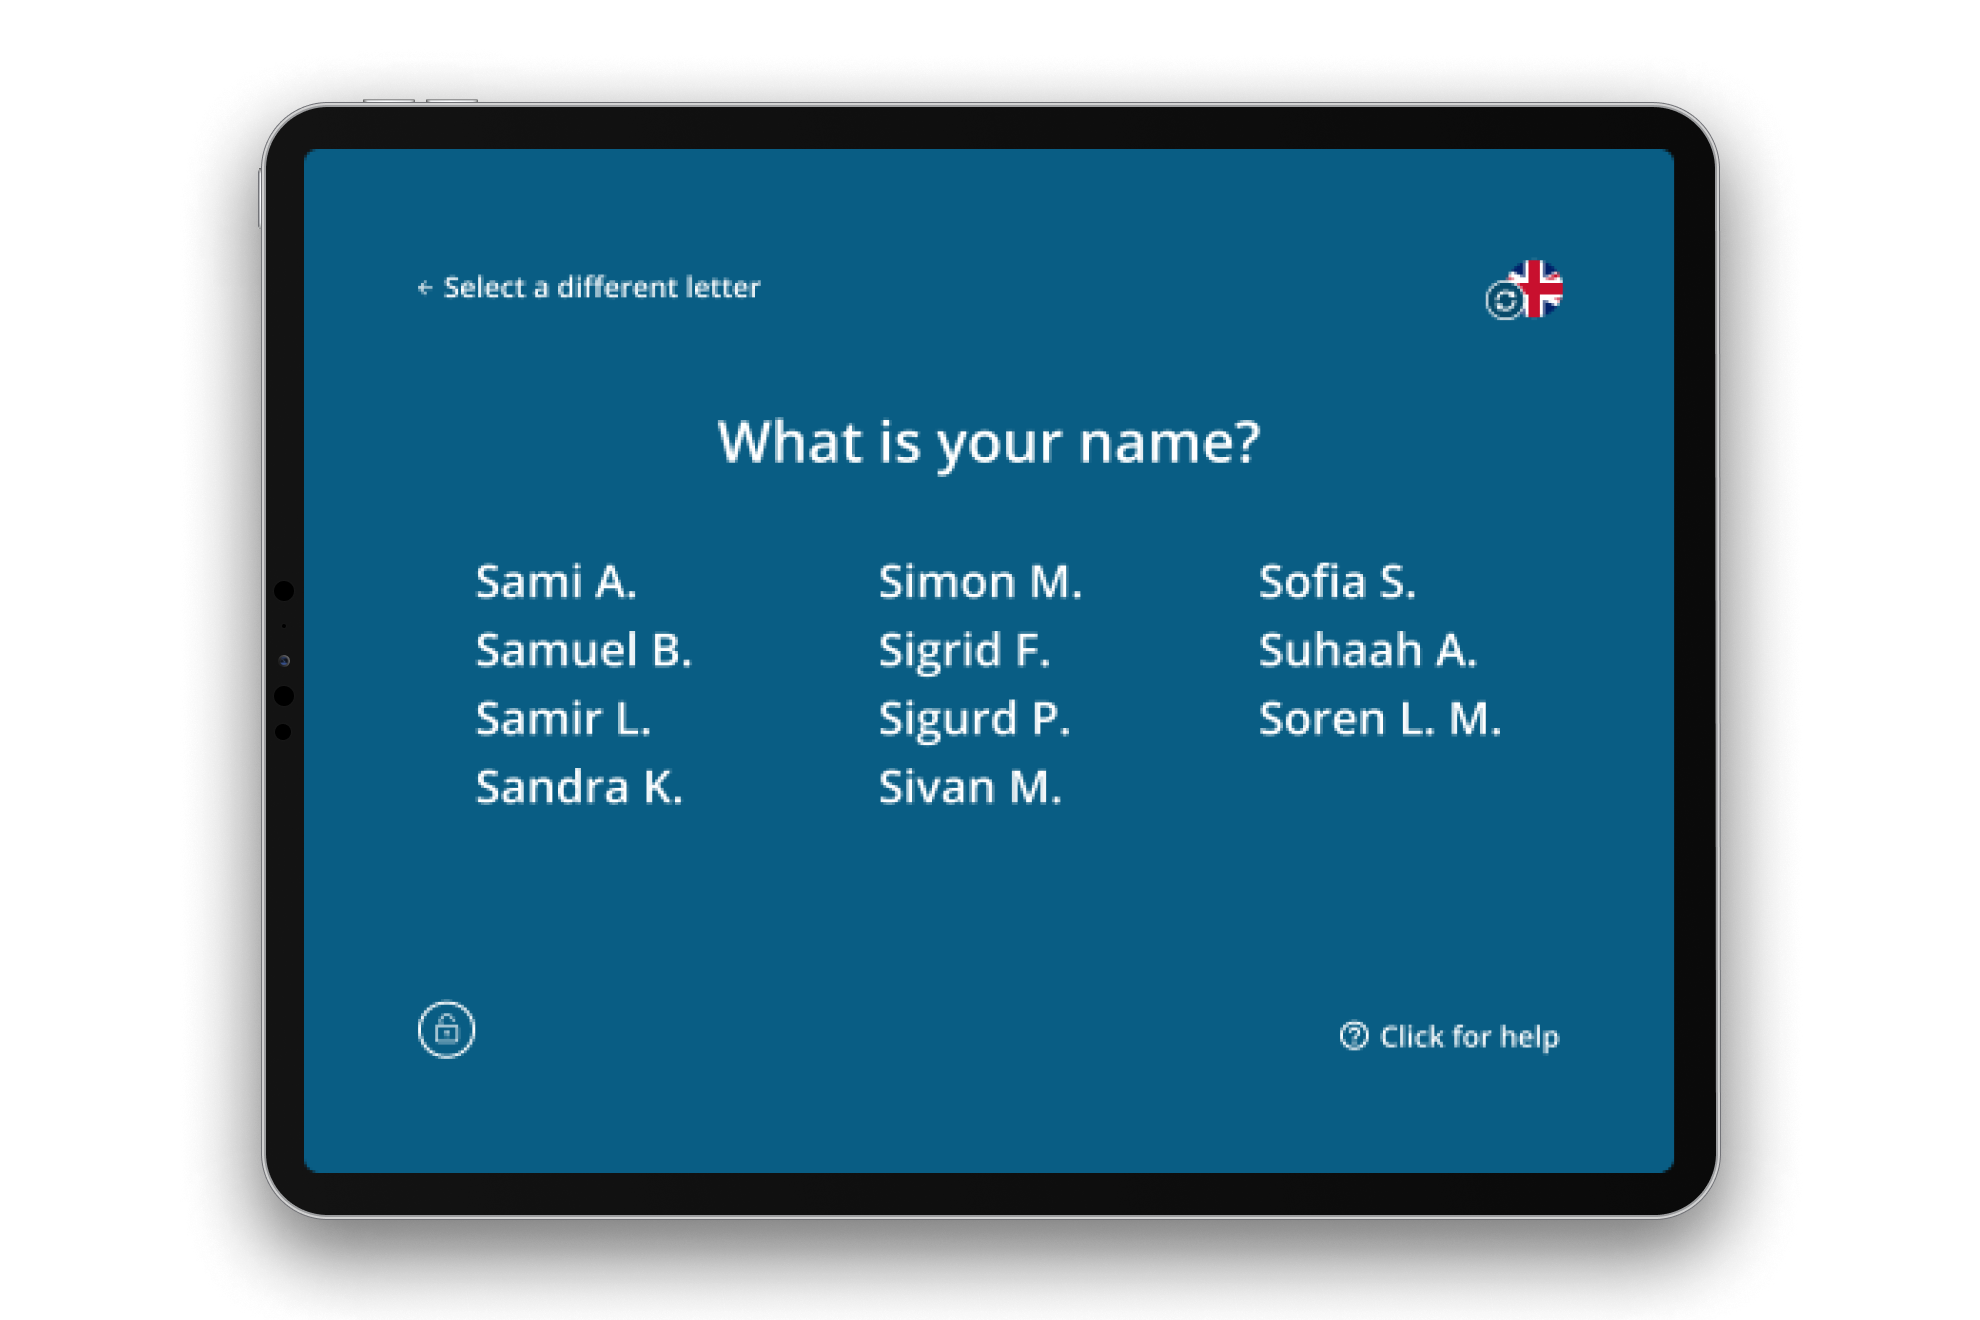 ← Select a different letter
What is your name?
Sami A.
Samuel B.
Samir L.
Sandra K.
Simon M.
Sigrid F.
Sigurd P.
Sivan M.
Sofia S.
Suhaah A.
Soren L. M.
Click for help